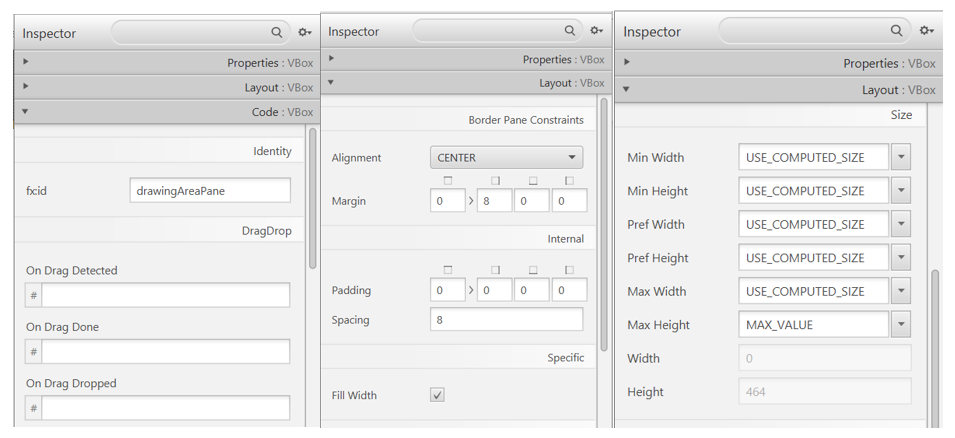 Inspector
Properties : VBox
Layout : VBox
Code : VBox
Identity
fx:id
drawingAreaPane
DragDrop
On Drag Detected
#
On Drag Done
#
On Drag Dropped
#
Inspector
Properties : VBox
Layout : VBox
Border Pane Constraints
Alignment CENTER
Margin 0 > 8 0 0
Internal
Padding 0 > 0 0 0
Spacing 8
Specific
Fill Width
Inspector
Properties : VBox
Layout : VBox
Size
Min Width USE_COMPUTED_SIZE
Min Height USE_COMPUTED_SIZE
Pref Width USE_COMPUTED_SIZE
Pref Height USE_COMPUTED_SIZE
Max Width USE_COMPUTED_SIZE
Max Height MAX_VALUE
Width 0
Height 464